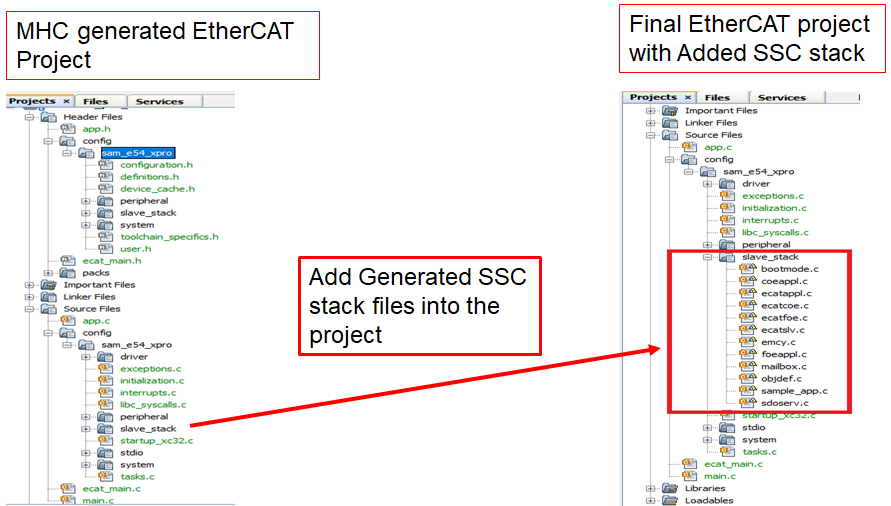 MHC generated EtherCAT
Project
Final EtherCAT project
with Added SSC stack
Projects × Files Services
Header Files
app.h
config
sam_e54_xpro
configuration.h
definitions.h
device_cache.h
peripheral
slave_stack
system
toolchain_specifics.h
user.h
ecat_main.h
packs
Important Files
Linker Files
Source Files
app.c
config
sam_e54_xpro
driver
exceptions.c
initialization.c
interrupts.c
libc_syscalls.c
peripheral
slave_stack
startup_xc32.c
stdio
system
tasks.c
ecat_main.c
main.c
Add Generated SSC
stack files into the
project
Projects × Files Services
Important Files
Linker Files
Source Files
app.c
config
sam_e54_xpro
driver
exceptions.c
initialization.c
interrupts.c
libc_syscalls.c
peripheral
slave_stack
bootmode.c
coeappl.c
ecatappl.c
ecatcoe.c
ecatfoe.c
ecatslv.c
emcy.c
foeappl.c
mailbox.c
objdef.c
sample_app.c
sdoserv.c
startup_xc32.c
stdio
system
tasks.c
ecat_main.c
main.c
Libraries
Loadables